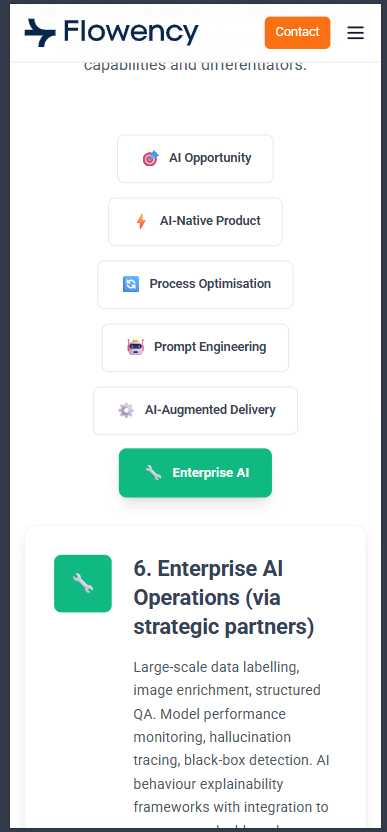 Flowency
Contact
capabilities and differentiators.
AI Opportunity
AI-Native Product
Process Optimisation
Prompt Engineering
AI-Augmented Delivery
Enterprise AI
6. Enterprise AI
Operations (via
strategic partners)
Large-scale data labelling,
image enrichment, structured
QA. Model performance
monitoring, hallucination
tracing, black-box detection. AI
behaviour explainability
frameworks with integration to